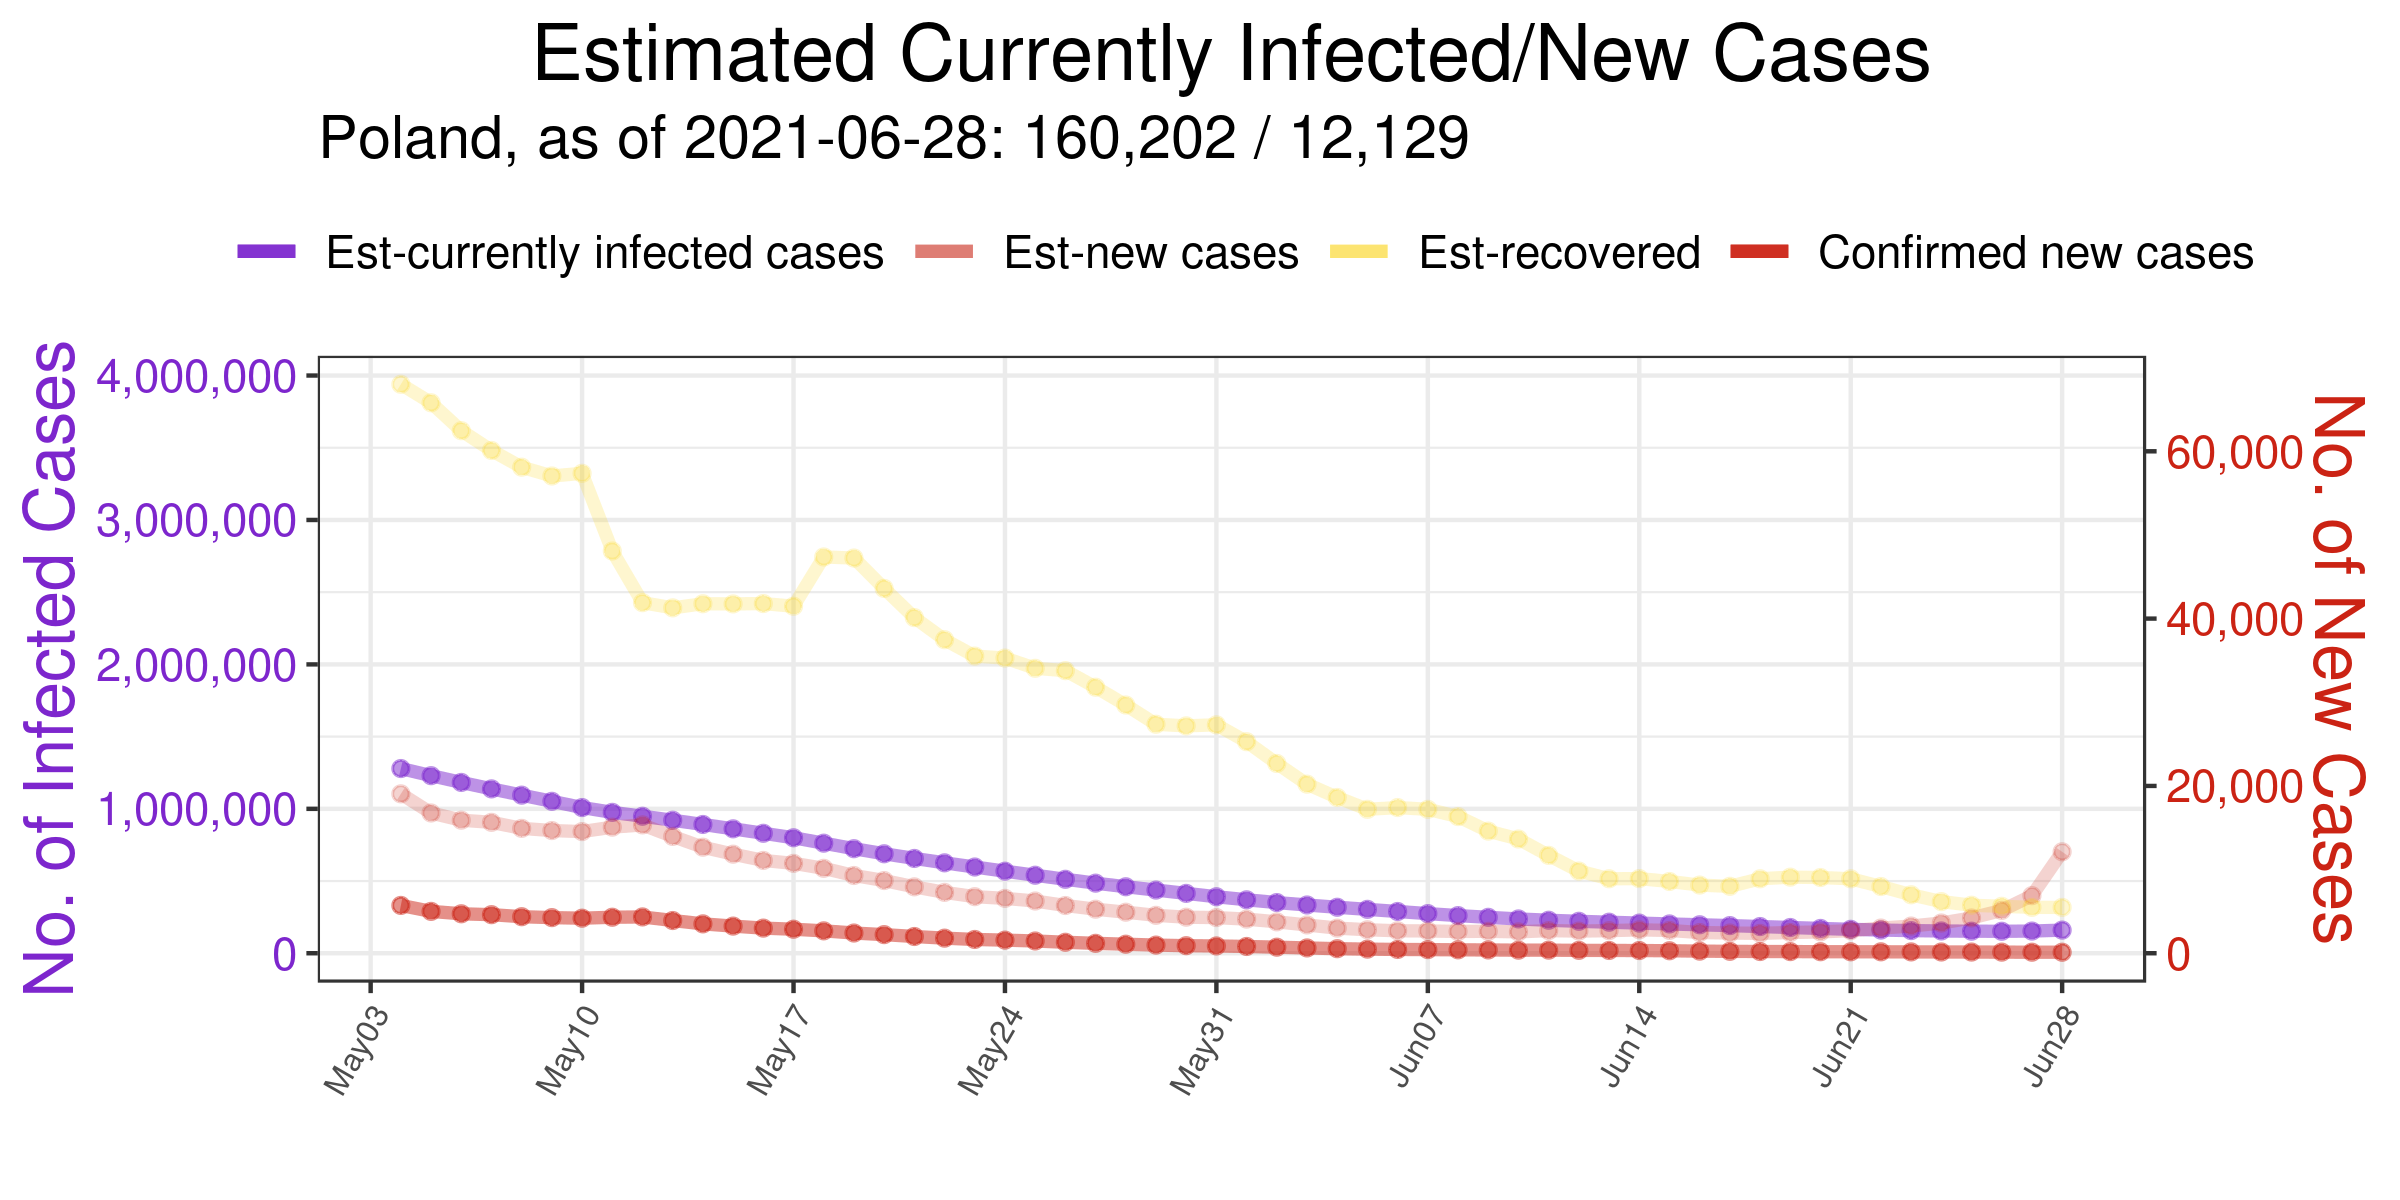 Estimated Currently Infected/New Cases
Poland, as of 2021-06-28: 160,202 / 12,129
Est-currently infected cases Est-new cases Est-recovered Confirmed new cases
No. of Infected Cases
4,000,000
3,000,000
2,000,000
1,000,000
0
60,000
40,000
20,000
0
No. of New Cases
May03 May10 May17 May24 May31 Jun07 Jun14 Jun21 Jun28